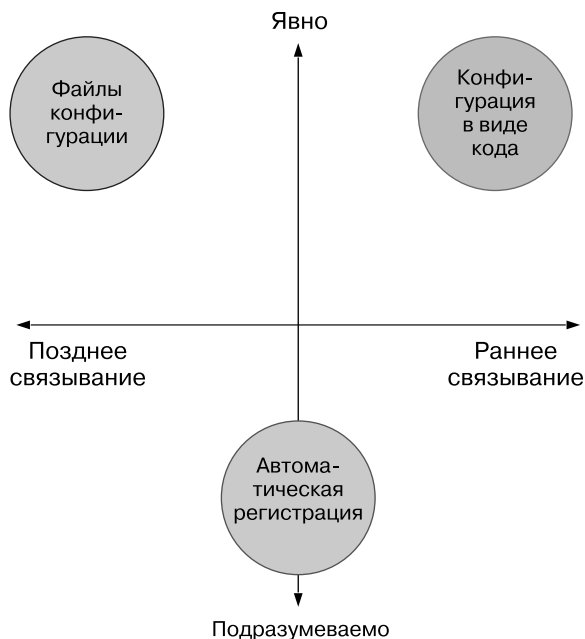 Явно
Файлы
конфи-
гурации
Конфи-
гурация
в виде
кода
Позднее
связывание
Раннее
связывание
Автома-
тическая
регистрация
Подразумеваемо